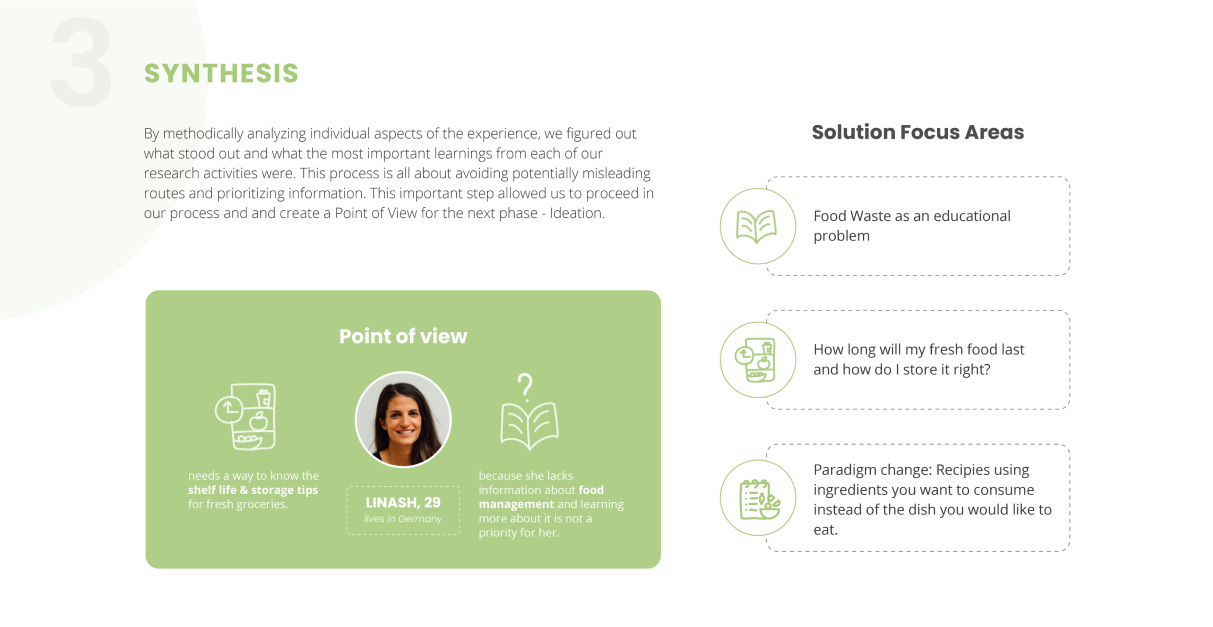 3
SYNTHESIS
By methodically analyzing individual aspects of the experience, we figured out
what stood out and what the most important learnings from each of our
research activities were. This process is all about avoiding potentially misleading
routes and prioritizing information. This important step allowed us to proceed in
our process and and create a Point of View for the next phase - Ideation.
Point of view
needs a way to know the
shelf life & storage tips
for fresh groceries.
LINASH, 29
lives in Germany
because she lacks
information about food
management and learning
more about it is not a
priority for her.
Solution Focus Areas
Food Waste as an educational
problem
How long will my fresh food last
and how do I store it right?
Paradigm change: Recipies using
ingredients you want to consume
instead of the dish you would like to
eat.